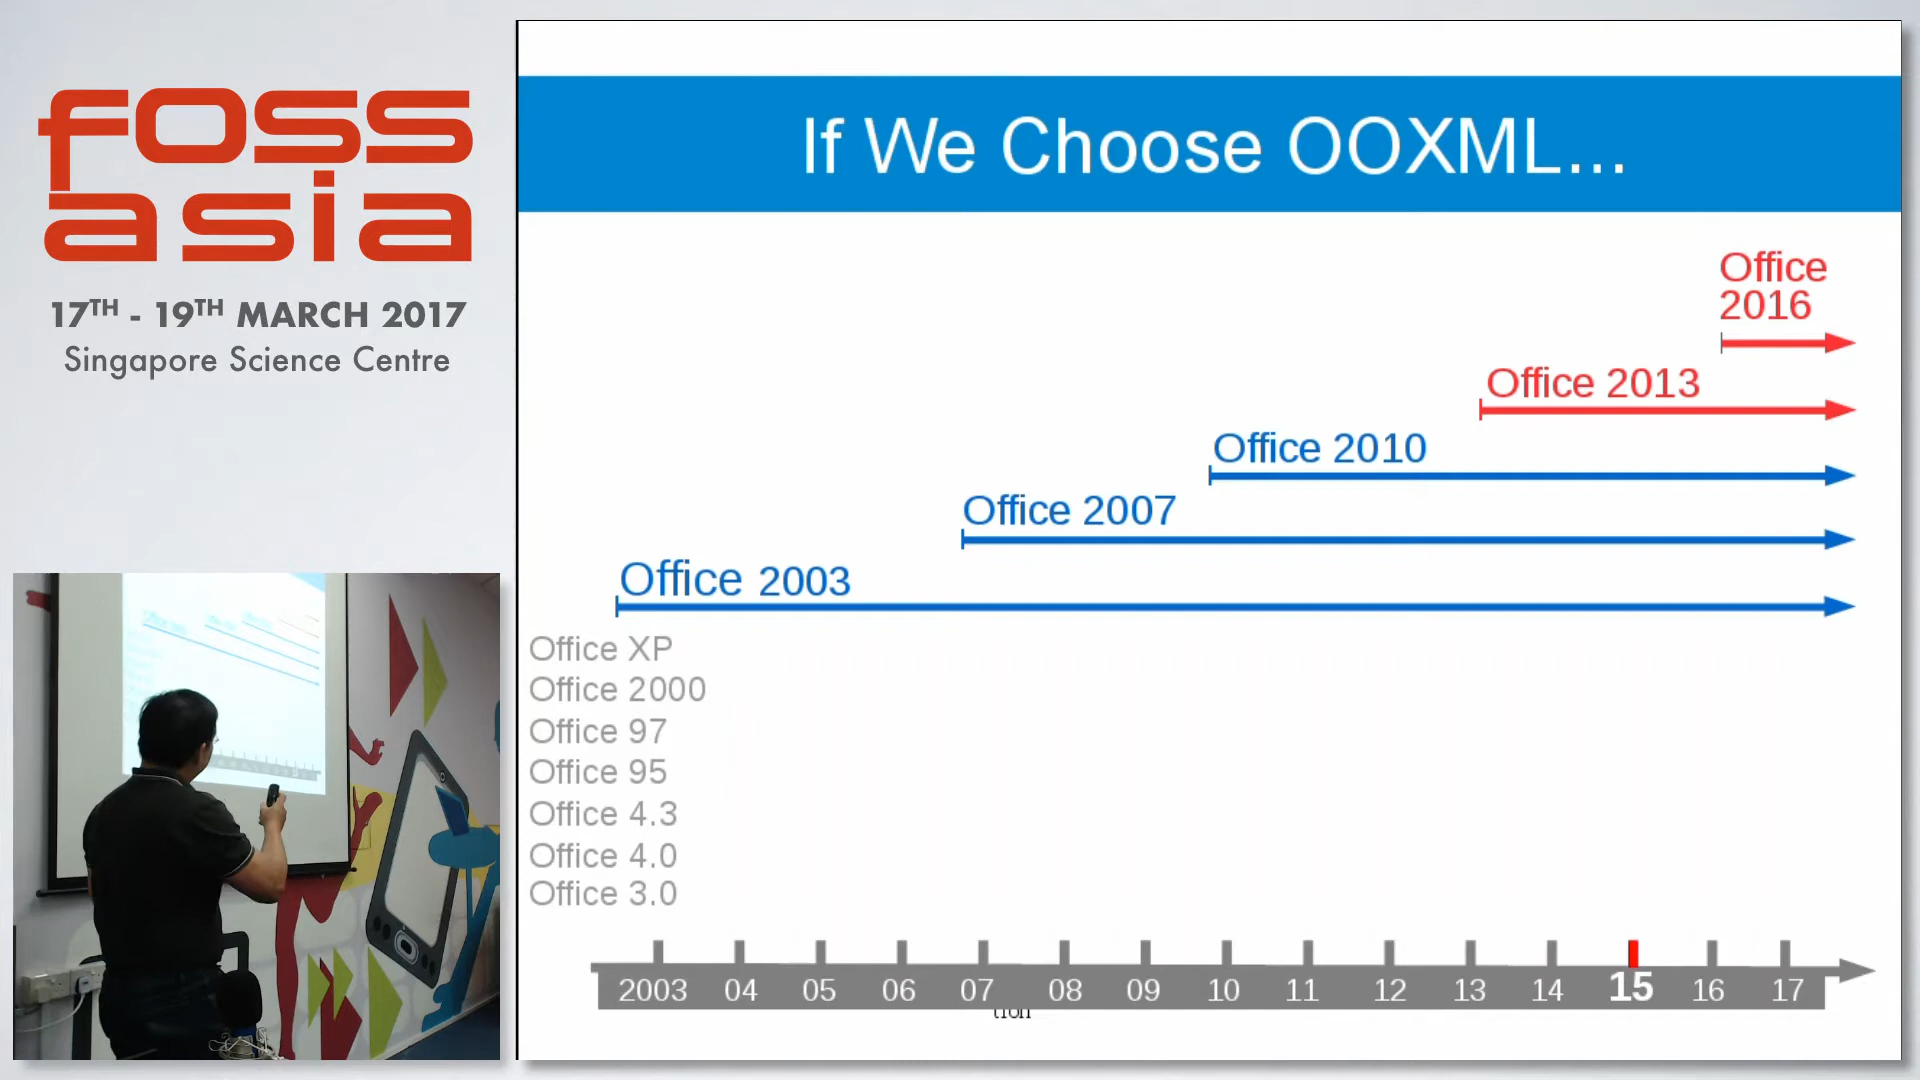 foss
asia
17TH - 19TH MARCH 2017
Singapore Science Centre
If We Choose OOXML...
Office
2016
Office 2013
Office 2010
Office 2007
Office 2003
Office XP
Office 2000
Office 97
Office 95
Office 4.3
Office 4.0
Office 3.0
2003 04 05 06 07 08 09 10 11 12 13 14 15 16 17
tion